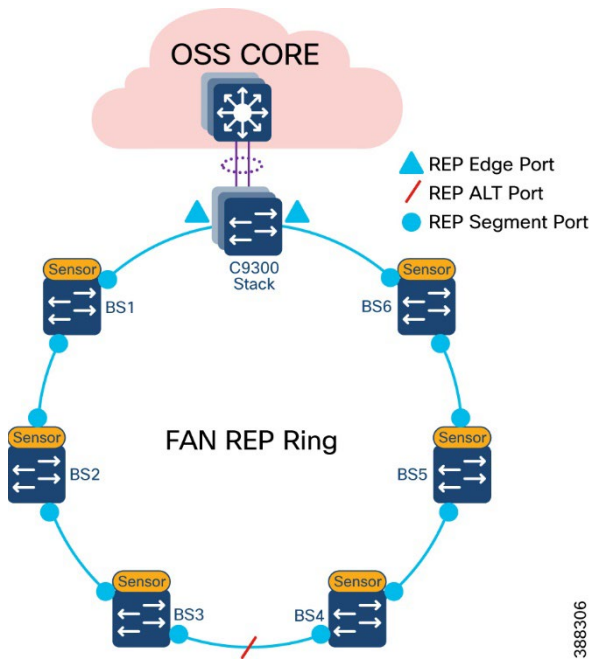 OSS CORE
REP Edge Port
REP ALT Port
REP Segment Port
C9300
Stack
Sensor
BS1
Sensor
BS6
Sensor
BS2
FAN REP Ring
Sensor
BS5
Sensor
BS3
Sensor
BS4
388306